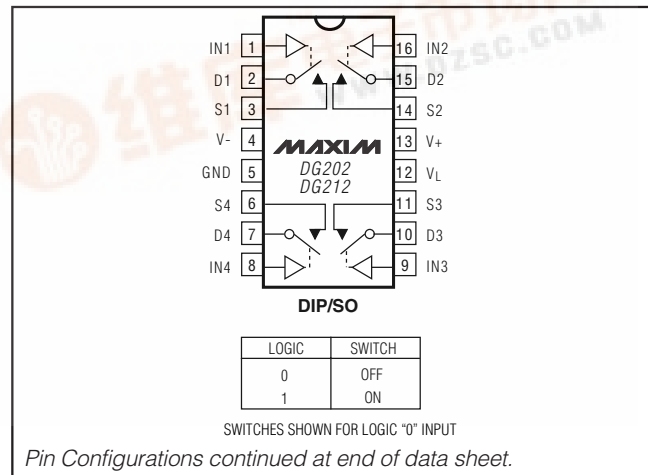 IN1 1 16 IN2
D1 2 15 D2
S1 3 14 S2
V- 4 13 V+
GND 5 12 VL
S4 6 11 S3
D4 7 10 D3
IN4 8 9 IN3
MAXIM
DG202
DG212
DIP/SO
LOGIC SWITCH
0 OFF
1 ON
SWITCHES SHOWN FOR LOGIC “0” INPUT
Pin Configurations continued at end of data sheet.